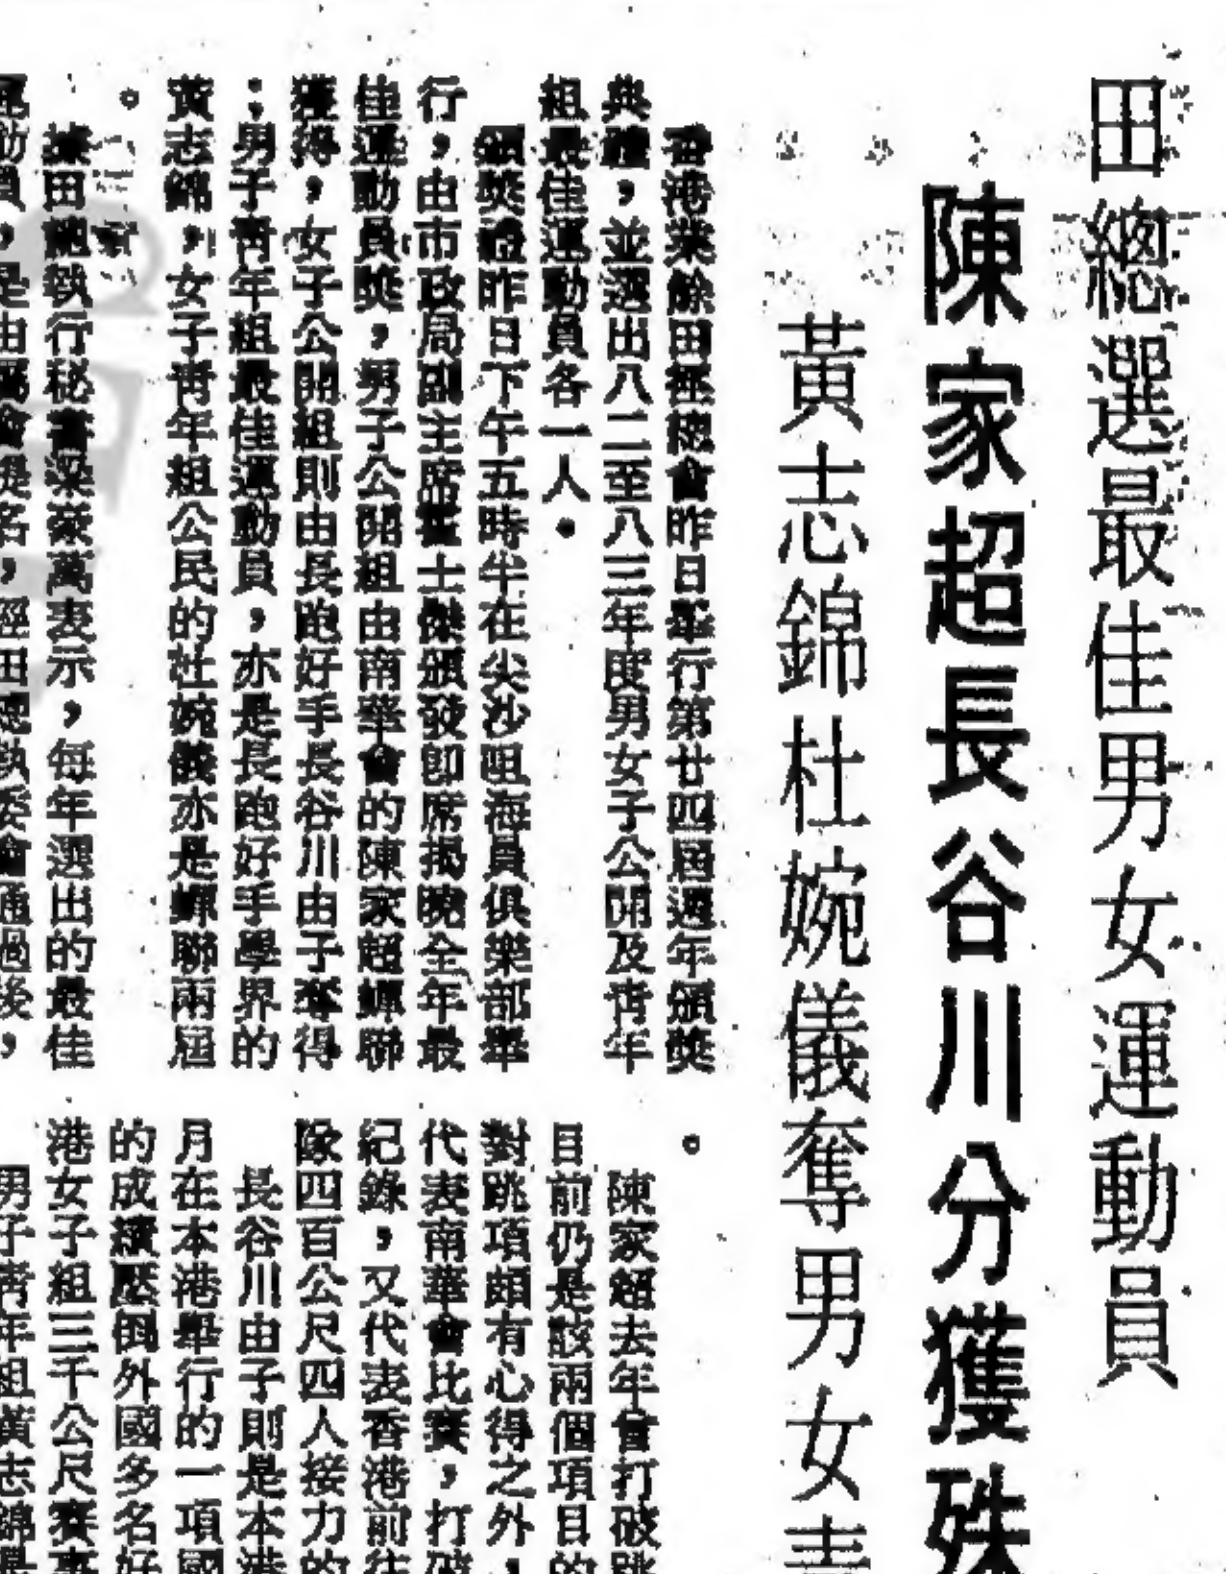 田總選最佳男女運動員
陳家超長谷川分獲殊
黃志錦杜婉儀奪男女青
香港業餘田徑總會昨日舉行第廿四屆週年頒獎
典禮，並選出八二至八三年度男女子公開及青年
組最佳運動員各一人。
頒獎禮昨日下午五時半在尖沙咀海員俱樂部舉
行，由市政局副主席霍士傑頒發卽席揭曉全年最
佳運動員獎，男子公開組由南華會的陳家超蟬聯
獲得，女子公開組則由長跑好手長谷川由子奪得
；男子青年組最佳運動員，亦是長跑好手學界的
黃志錦，女子青年組公民的杜婉儀亦是蟬聯兩屆
。
據田總執行秘書梁家萬表示，每年選出的最佳
運動員，是由屬會提名，經田總執委會通過後，
。
陳家超去年曾打破跳
目前仍是該兩個項目的
對跳項頗有心得之外，
代表南華會比賽，打破
紀錄，又代表香港前往
隊四百公尺四人接力的
長谷川由子則是本港
月在本港舉行的一項國
的成績壓倒外國多名好
港女子組三千公尺賽事
男子青年組黃志錦是